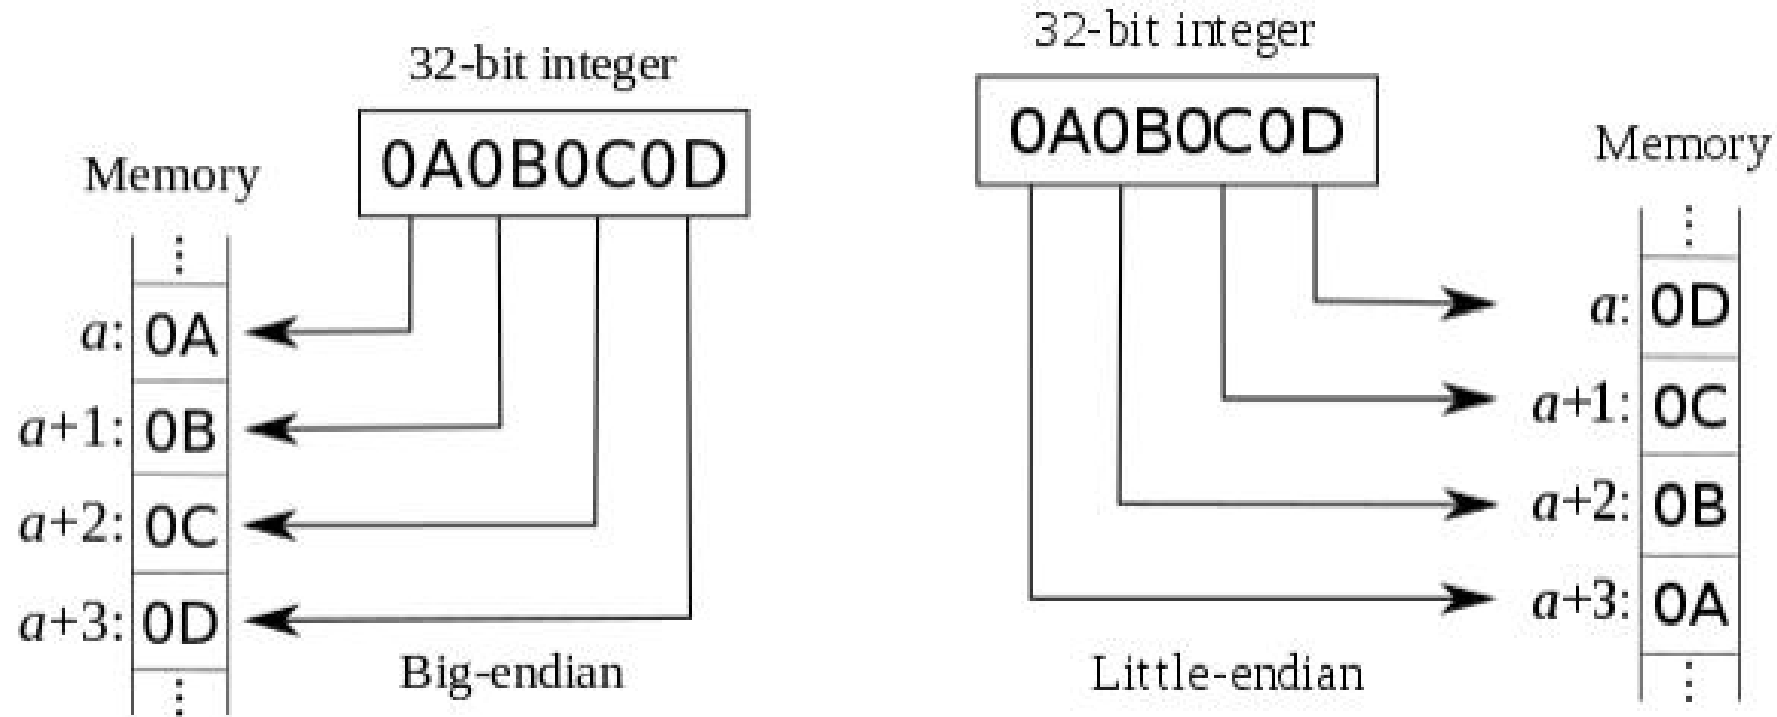 32-bit integer
0A0B0C0D
Memory
a: 0A
a+1: 0B
a+2: 0C
a+3: 0D
Big-endian
32-bit integer
0A0B0C0D
Memory
a: 0D
a+1: 0C
a+2: 0B
a+3: 0A
Little-endian